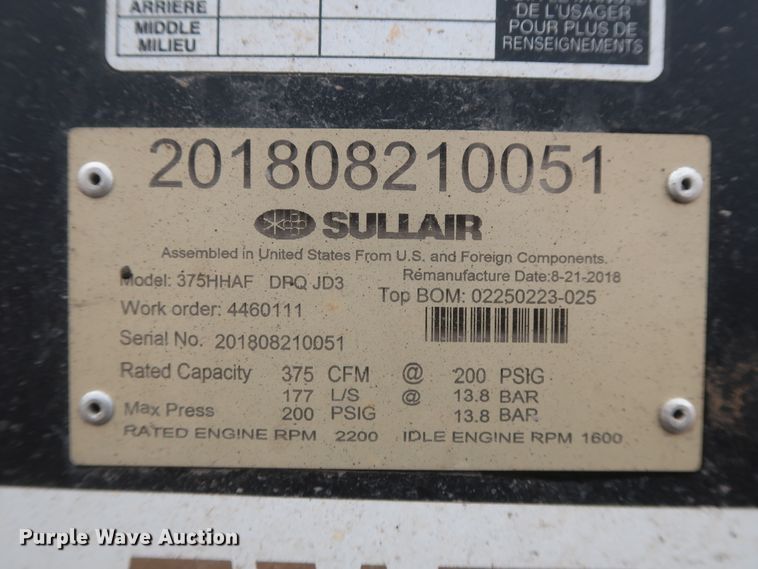 ARRIÈRE
MIDDLE
MILIEU
DE L'USAGER
POUR PLUS DE
RENSEIGNEMENTS
201808210051
SULLAIR
Assembled in United States From U.S. and Foreign Components.
Model: 375HHAF DPQ JD3
Rémanufacture Date:8-21-2018
Top BOM: 02250223-025
Work order: 4460111
Serial No. 201808210051
Rated Capacity 375 CFM @ 200 PSIG
177 L/S @ 13.8 BAR
Max Press 200 PSIG 13.8 BAR
RATED ENGINE RPM 2200 IDLE ENGINE RPM 1600
Purple Wave Auction